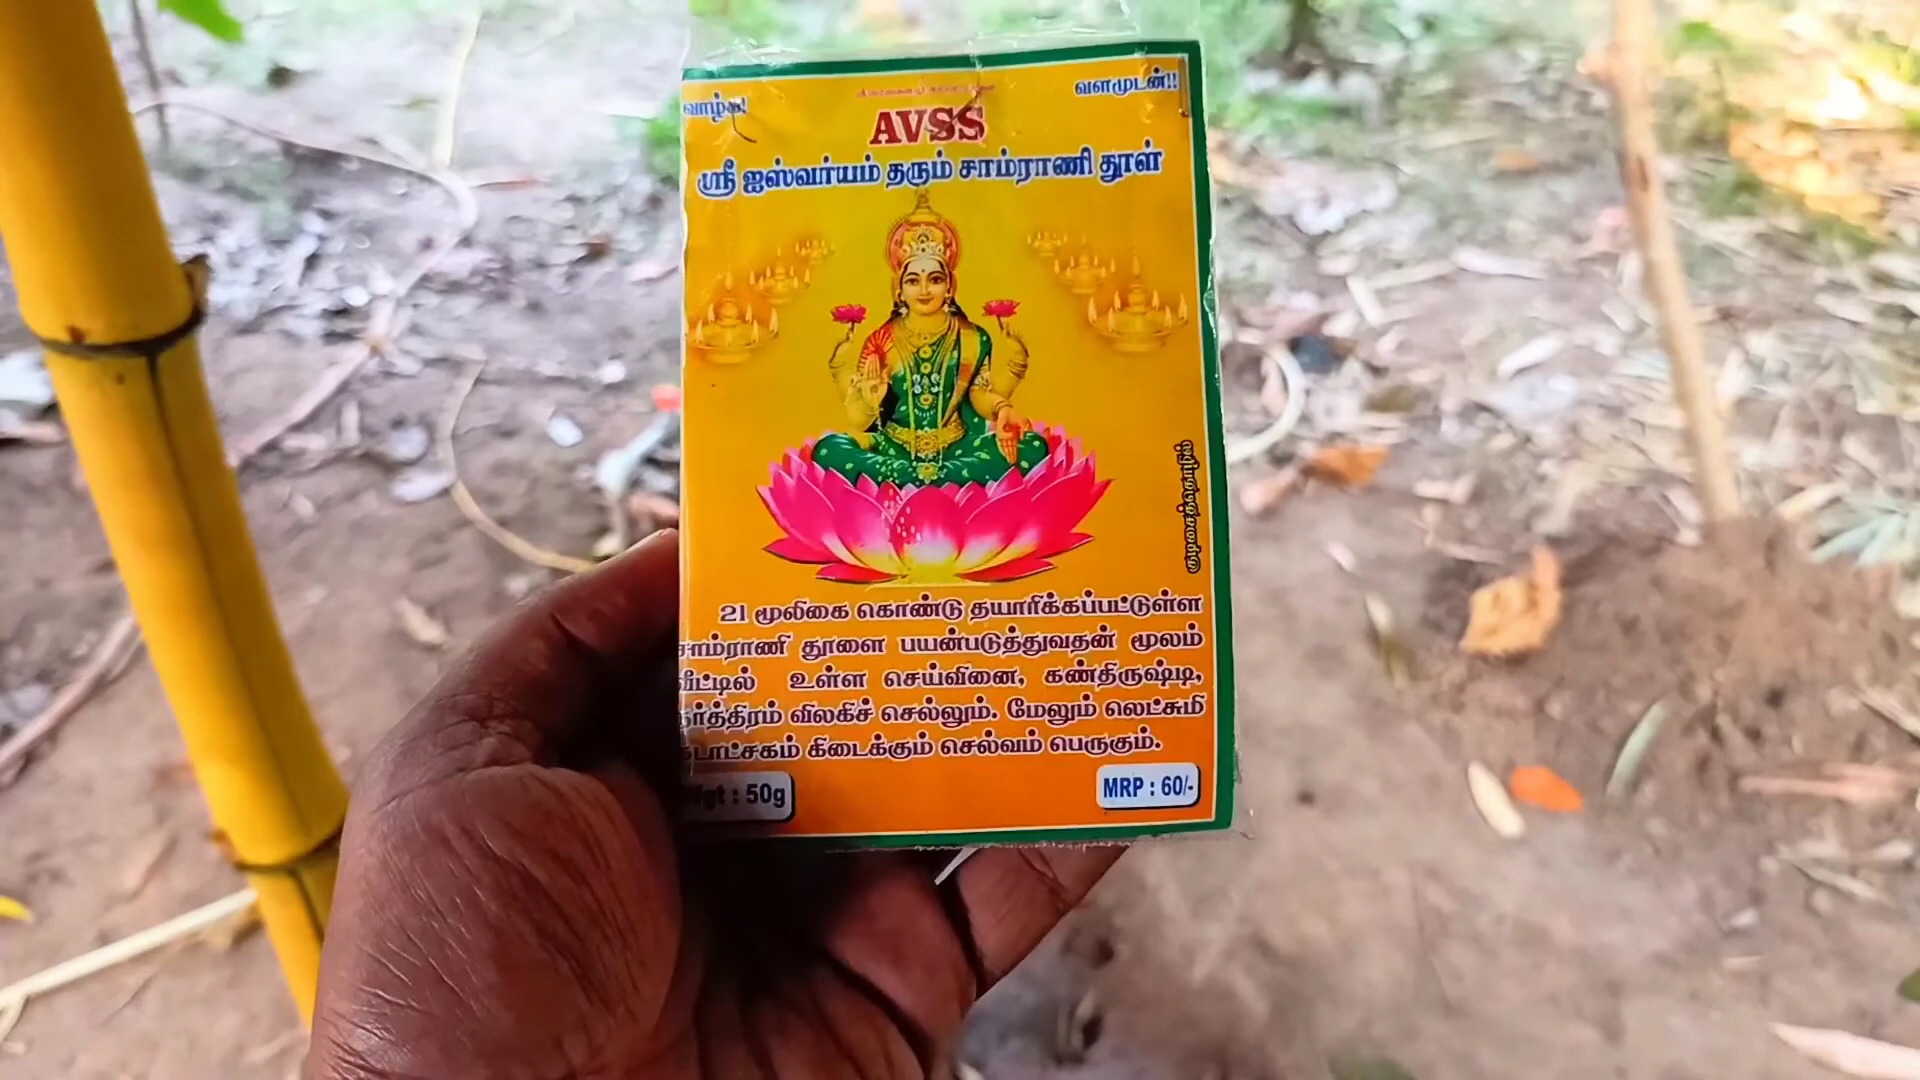 வாழ்க!
வளமுடன்!!
AVSS
ஸ்ரீ ஐஸ்வர்யம் தரும் சாம்ராணி தூள்
குடிசைத்தொழில்
21 மூலிகை கொண்டு தயாரிக்கப்பட்டுள்ள
சாம்ராணி தூளை பயன்படுத்துவதன் மூலம்
வீட்டில் உள்ள செய்வினை, கண்திருஷ்டி,
விலகிச் செல்லும். மேலும் லெட்சுமி
கிடைக்கும் செல்வம் பெருகும்.
Wgt : 50g
MRP : 60/-